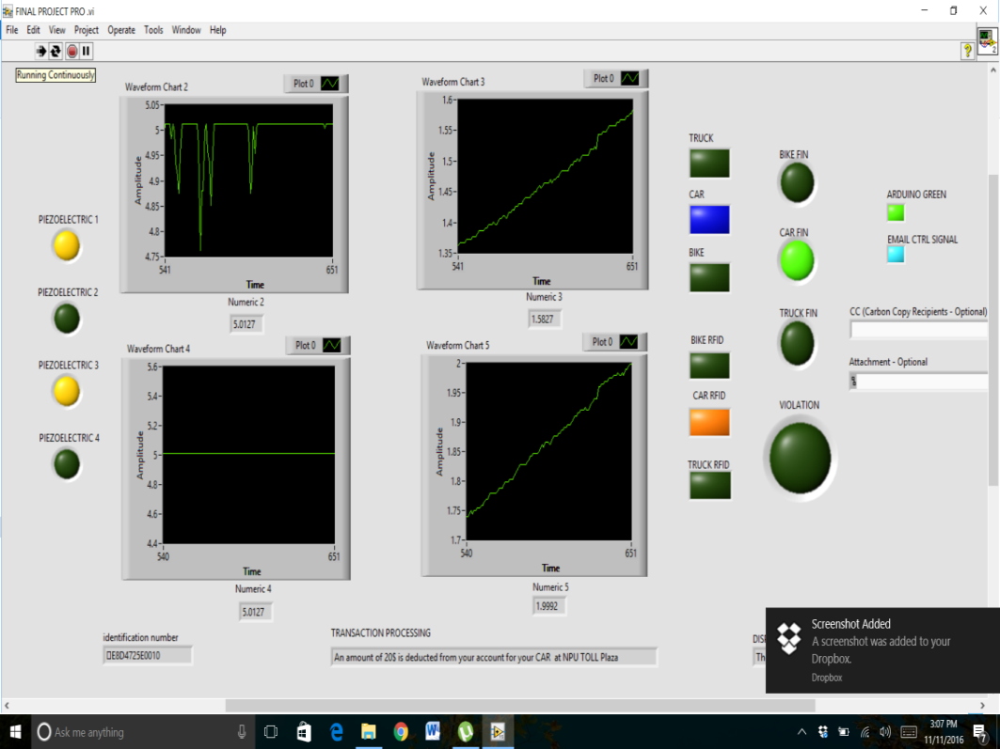 FINAL PROJECT PRO .vi
File Edit View Project Operate Tools Window Help
2
Running Continuously
Waveform Chart 2
Plot 0
5.05
5
4.95
4.9
4.85
4.8
4.75
Amplitude
541
651
Time
Numeric 2
5.0127
Waveform Chart 3
Plot 0
1.6
1.55
1.5
1.45
1.4
1.35
Amplitude
541
651
Time
Numeric 3
1.5827
PIEZOELECTRIC 1
PIEZOELECTRIC 2
PIEZOELECTRIC 3
PIEZOELECTRIC 4
Waveform Chart 4
Plot 0
5.6
5.4
5.2
5
4.8
4.6
4.4
Amplitude
540
651
Time
Numeric 4
5.0127
Waveform Chart 5
Plot 0
2
1.95
1.9
1.85
1.8
1.75
1.7
Amplitude
540
651
Time
Numeric 5
1.9992
TRUCK
CAR
BIKE
BIKE RFID
CAR RFID
TRUCK RFID
BIKE FIN
CAR FIN
TRUCK FIN
VIOLATION
ARDUINO GREEN
EMAIL CTRL SIGNAL
CC (Carbon Copy Recipients - Optional)
Attachment - Optional
identification number
▯E8D4725E0010
TRANSACTION PROCESSING
An amount of 20$ is deducted from your account for your CAR at NPU TOLL Plaza
Screenshot Added
A screenshot was added to your
Dropbox.
Dropbox
Ask me anything
3:07 PM
11/11/2016
7